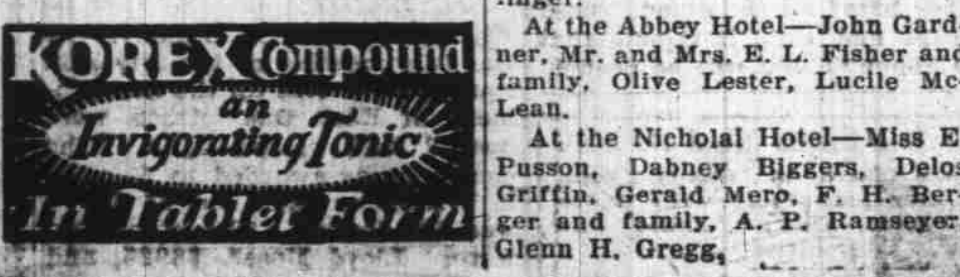 KOREX Compound
an
Invigorating Tonic
In Tablet Form
At the Abbey Hotel—John Gard-
ner, Mr. and Mrs. E. L. Fisher and
family, Olive Lester, Lucile Mc-
Lean.
At the Nicholai Hotel—Miss E.
Pusson, Dabney Biggers, Delos
Griffin, Gerald Mero, F. H. Ber-
ger and family, A. P. Ramseyer,
Glenn H. Gregg,